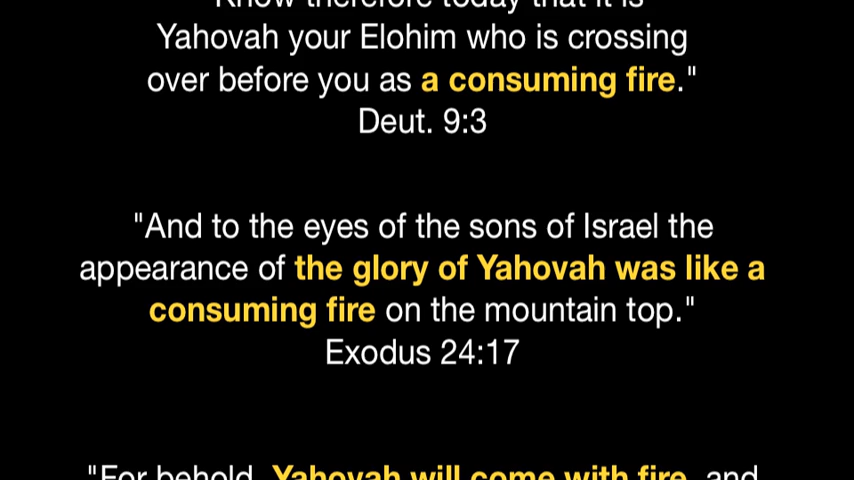 "Know therefore today that it is
Yahovah your Elohim who is crossing
over before you as a consuming fire."
Deut. 9:3
"And to the eyes of the sons of Israel the
appearance of the glory of Yahovah was like a
consuming fire on the mountain top."
Exodus 24:17
"For behold, Yahovah will come with fire, and